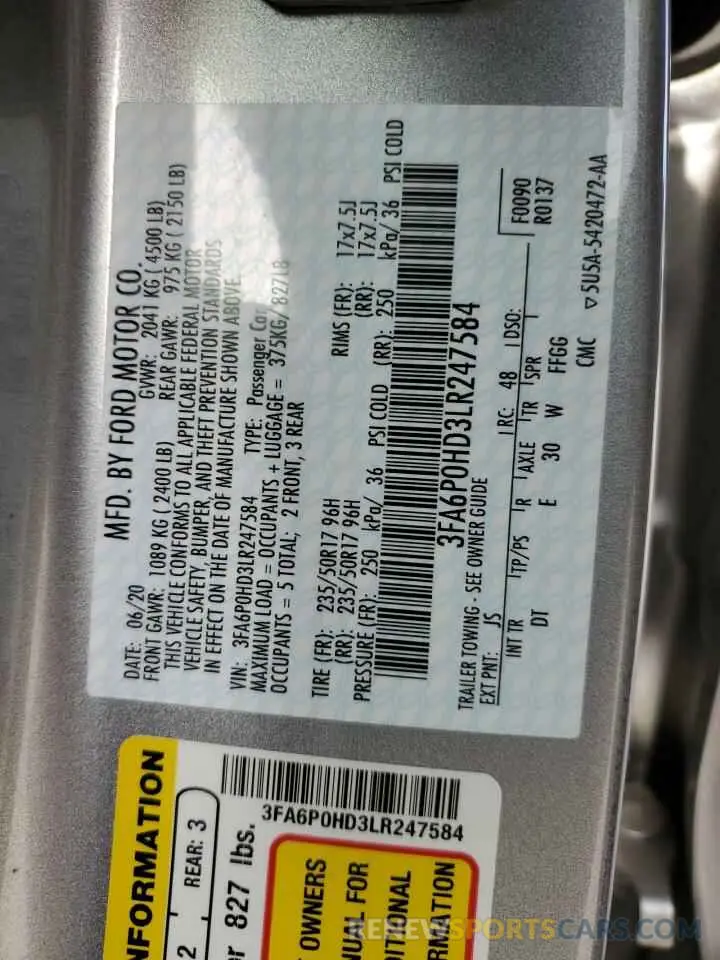 MFD. BY FORD MOTOR CO.
DATE: 06/20 GVWR: 2041 KG ( 4500 LB)
FRONT GAWR: 1089 KG ( 2400 LB) REAR GAWR: 975 KG ( 2150 LB)
THIS VEHICLE CONFORMS TO ALL APPLICABLE FEDERAL MOTOR
VEHICLE SAFETY, BUMPER, AND THEFT PREVENTION STANDARDS
IN EFFECT ON THE DATE OF MANUFACTURE SHOWN ABOVE.
VIN: 3FA6P0HD3LR247584 TYPE: Passenger Car
MAXIMUM LOAD = OCCUPANTS + LUGGAGE = 375KG/ 827LB
OCCUPANTS = 5 TOTAL; 2 FRONT, 3 REAR
TIRE (FR): 235/50R17 96H RIMS (FR): 17x7.5J
(RR): 235/50R17 96H (RR): 17x7.5J
PRESSURE (FR): 250 kPa/ 36 PSI COLD (RR): 250 kPa/ 36 PSI COLD
3FA6P0HD3LR247584
TRAILER TOWING - SEE OWNER GUIDE
EXT PNT: JS RC: 48 DSO: F0090
R0137
INT TR TP/PS R AXLE TR SPR
DT E 30 W FFGG
CMC ▽5U5A-5420472-AA
NFORMATION
2 REAR: 3
er 827 lbs.
3FA6P0HD3LR247584
OWNERS
NUAL FOR
DITIONAL
RMATION
RENEWSPORTSCARS.COM